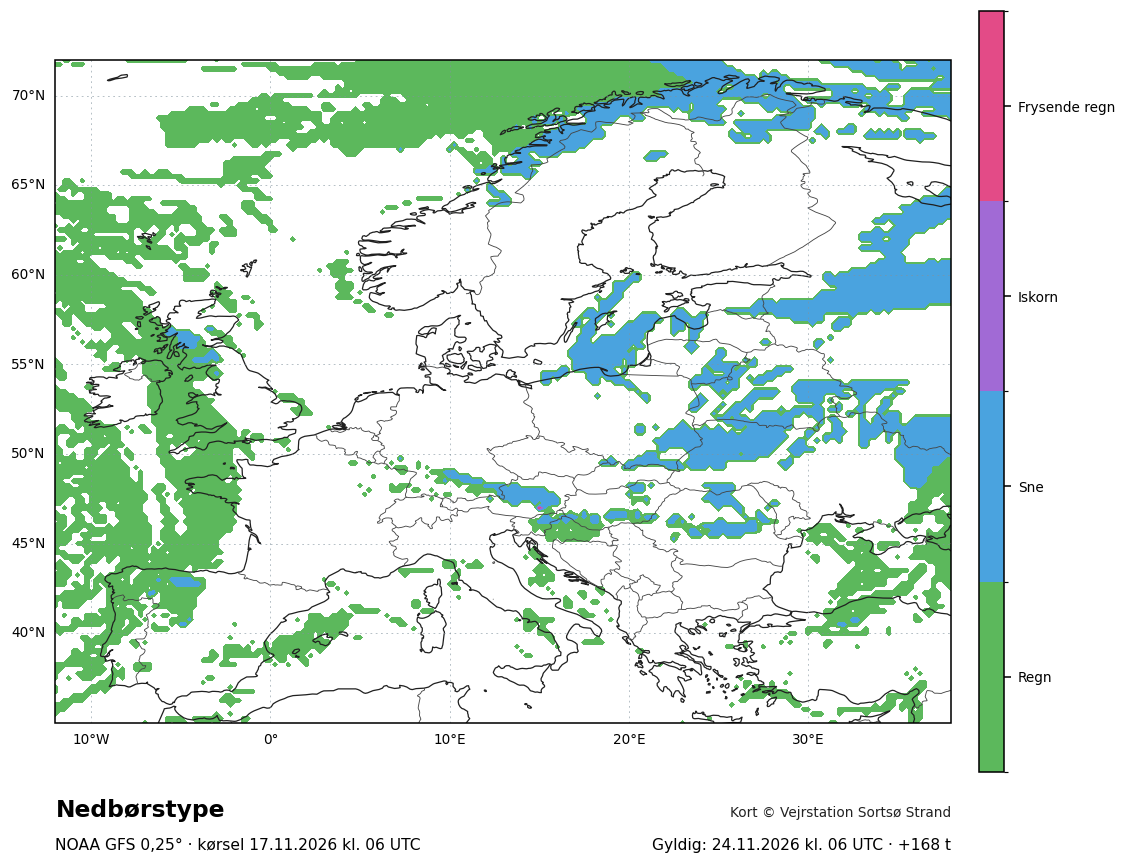 Frysende regn
Iskorn
Sne
Regn
70°N
65°N
60°N
55°N
50°N
45°N
40°N
10°W
0°
10°E
20°E
30°E
Nedbørstype
Kort © Vejrstation Sortsø Strand
NOAA GFS 0,25° · kørsel 17.11.2026 kl. 06 UTC
Gyldig: 24.11.2026 kl. 06 UTC · +168 t